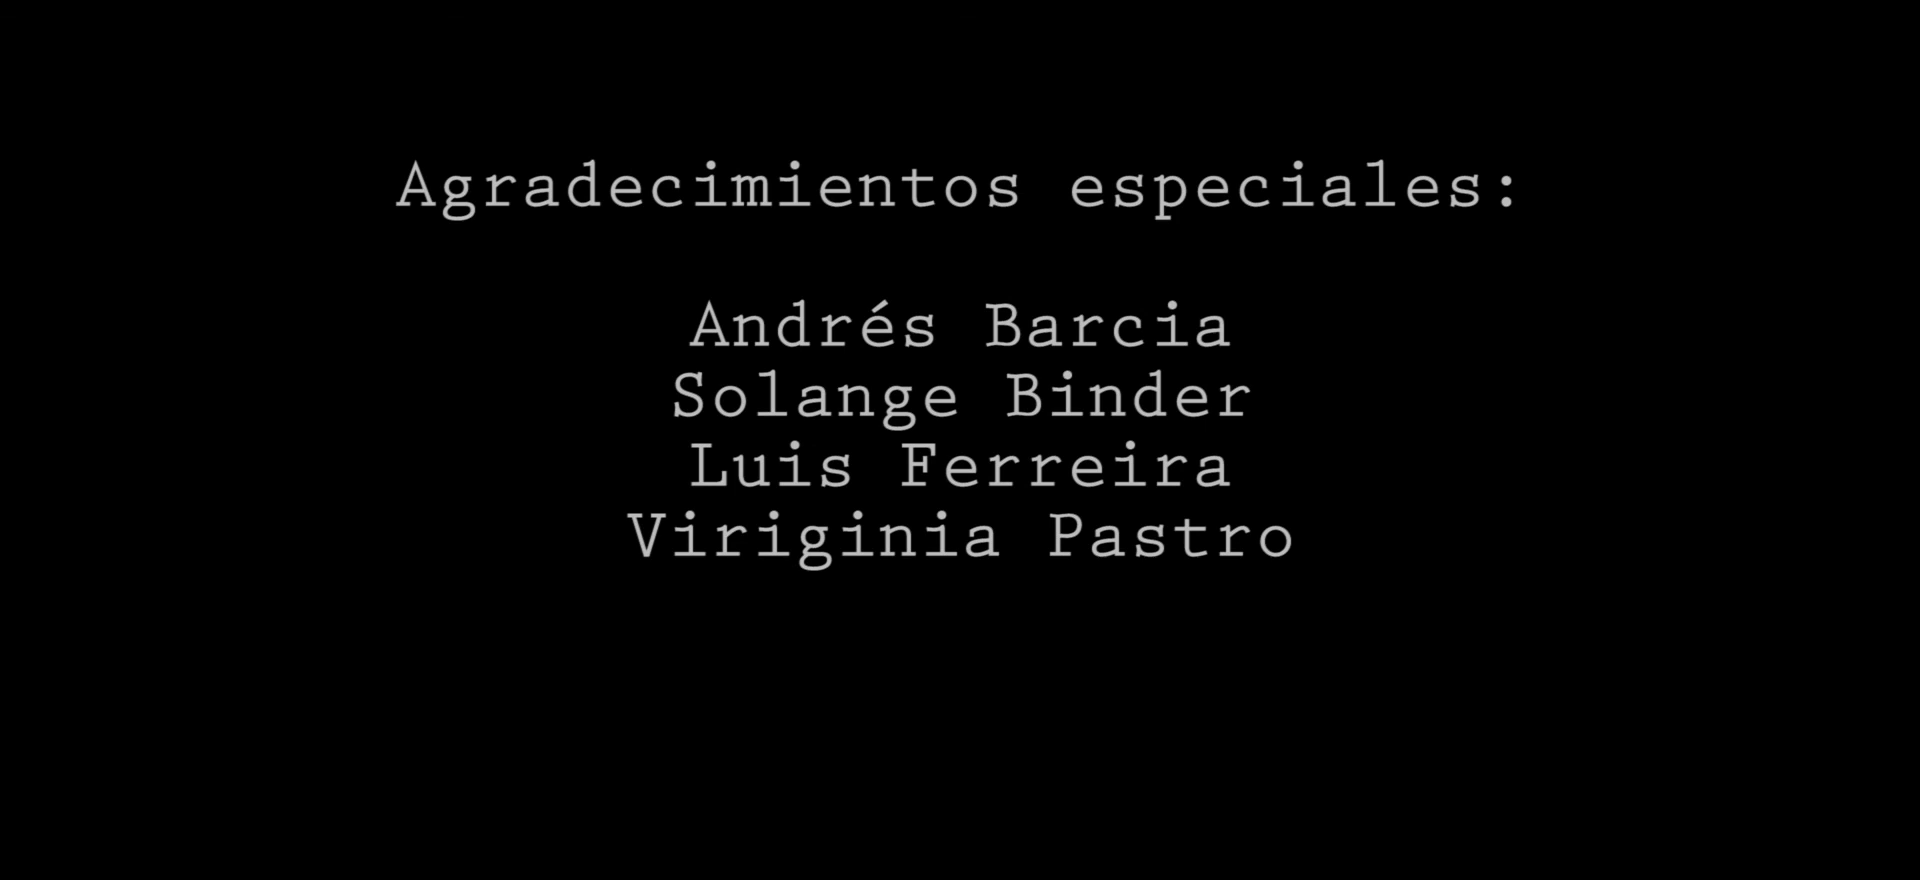 Agradecimientos especiales:
Andrés Barcia
Solange Binder
Luis Ferreira
Viriginia Pastro